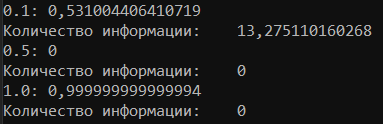 0.1: 0,531004406410719
Количество информации:    13,275110160268
0.5: 0
Количество информации:    0
1.0: 0,999999999999994
Количество информации:    0